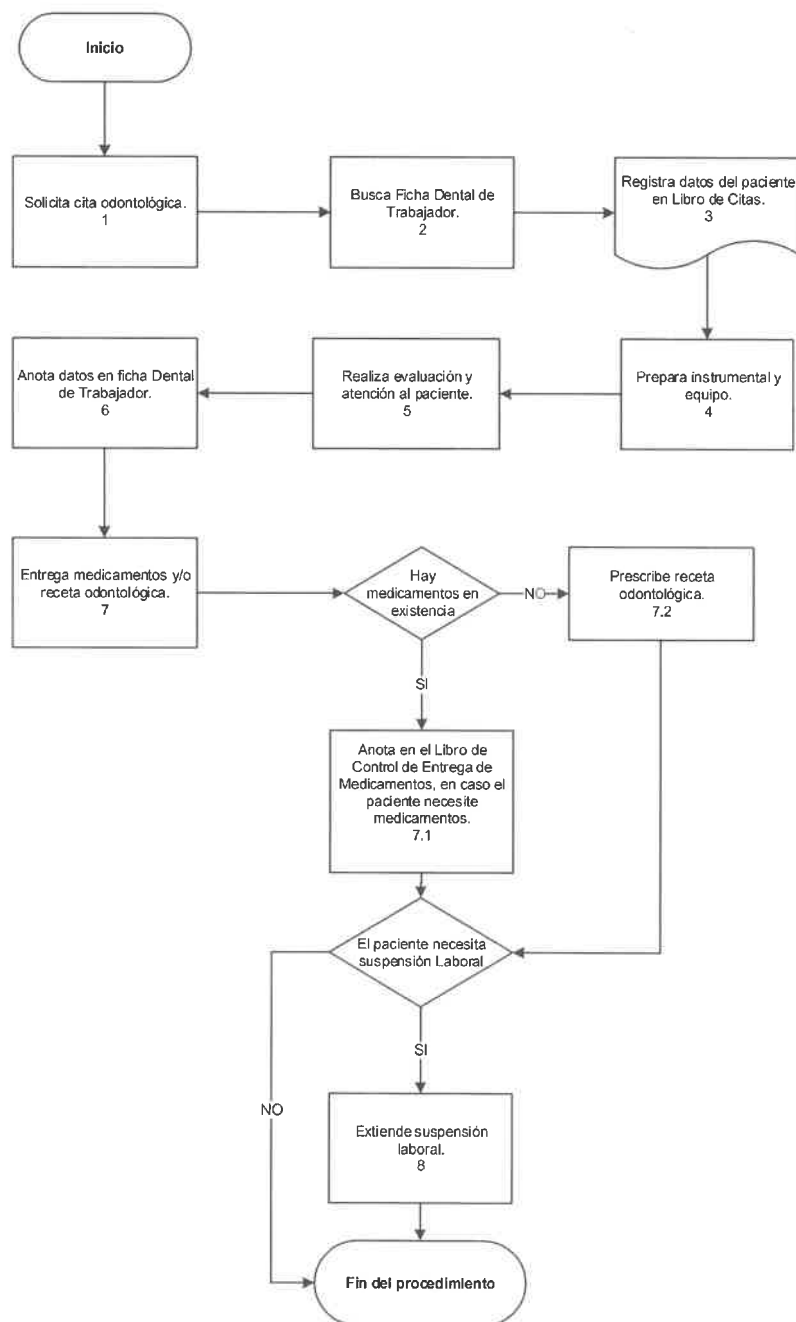 Inicio
Solicita cita odontológica.
1
Busca Ficha Dental de
Trabajador.
2
Registra datos del paciente
en Libro de Citas.
3
Prepara instrumental y
equipo.
4
Realiza evaluación y
atención al paciente.
5
Anota datos en ficha Dental
de Trabajador.
6
Entrega medicamentos y/o
receta odontológica.
7
Hay
medicamentos en
existencia
NO
Prescribe receta
odontológica.
7.2
SI
Anota en el Libro de
Control de Entrega de
Medicamentos, en caso el
paciente necesite
medicamentos.
7.1
El paciente necesita
suspensión Laboral
SI
NO
Extiende suspensión
laboral.
8
Fin del procedimiento